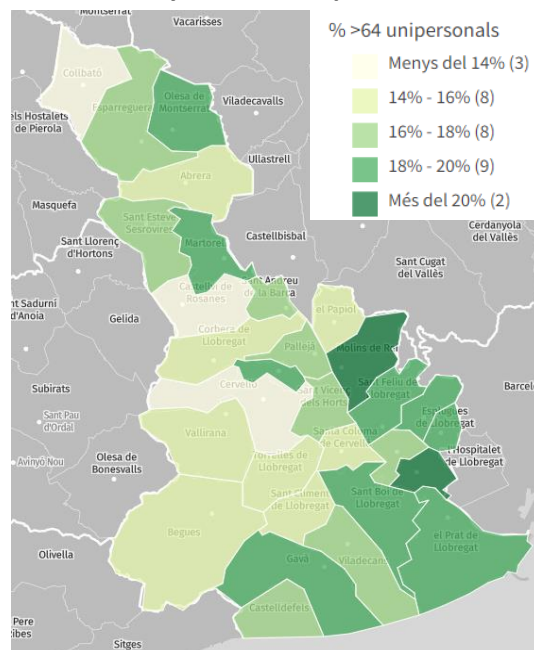 Montserrat
Vacarisses
% >64 unipersonals
Menys del 14% (3)
14% - 16% (8)
16% - 18% (8)
18% - 20% (9)
Més del 20% (2)
Collbató
Esparreguera
Olesa de
Montserrat
Viladecavalls
els Hostalets
de Pierola
Ullastrell
Abrera
Masquefa
Sant Esteve
Sesrovires
Martorel
Castellbisbal
Cerdanyola
del Vallès
Sant Llorenç
d'Hortons
Sant Cugat
del Vallès
Castellví de
Rosanes
Sant Andreu
de la Barca
nt Sadurní
d'Anoia
Gelida
el Papiol
Corbera de
Llobregat
Pallejà
Molins de Rei
Subirats
Cervelló
Sant Feliu de
Llobregat
Barcel
Sant Vicenç
dels Horts
Esplugues
de Llobregat
Sant Pau
d'Ordal
Vallirana
Santa Coloma
de Cervelló
l'Hospitalet
de Llobregat
Avinyó Nou
Olesa de
Bonesvalls
Torrelles de
Llobregat
Sant Climent
de Llobregat
Sant Boi de
Llobregat
Begues
el Prat de
Llobregat
Olivella
Gavà
Viladecans
Castelldefels
Pere
Ribes
Sitges